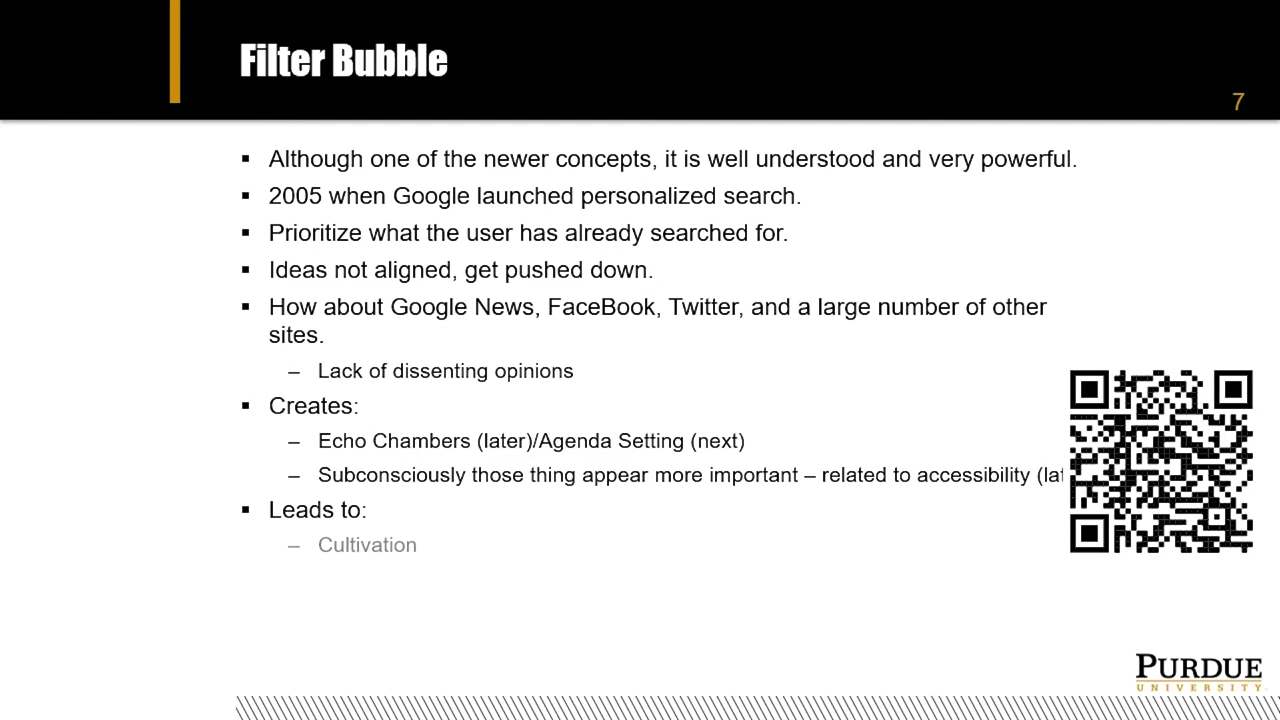 Filter Bubble
7
▪ Although one of the newer concepts, it is well understood and very powerful.
▪ 2005 when Google launched personalized search.
▪ Prioritize what the user has already searched for.
▪ Ideas not aligned, get pushed down.
▪ How about Google News, FaceBook, Twitter, and a large number of other
sites.
– Lack of dissenting opinions
▪ Creates:
– Echo Chambers (later)/Agenda Setting (next)
– Subconsciously those thing appear more important – related to accessibility
▪ Leads to:
– Cultivation
PURDUE
UNIVERSITY